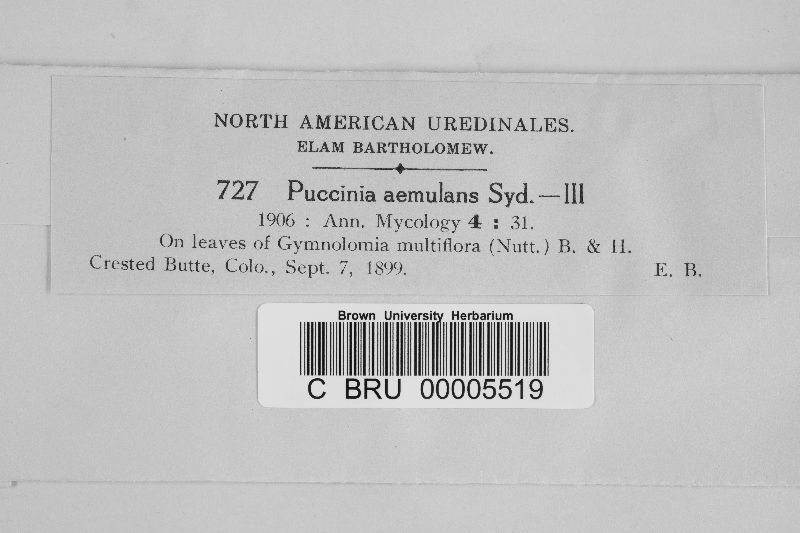 NORTH AMERICAN UREDINALES.
ELAM BARTHOLOMEW.
727 Puccinia aemulans Syd.—III
1906 : Ann. Mycology 4 : 31.
On leaves of Gymnolomia multiflora (Nutt.) B. & H.
Crested Butte, Colo., Sept. 7, 1899. E. B.
Brown University Herbarium
C BRU 00005519